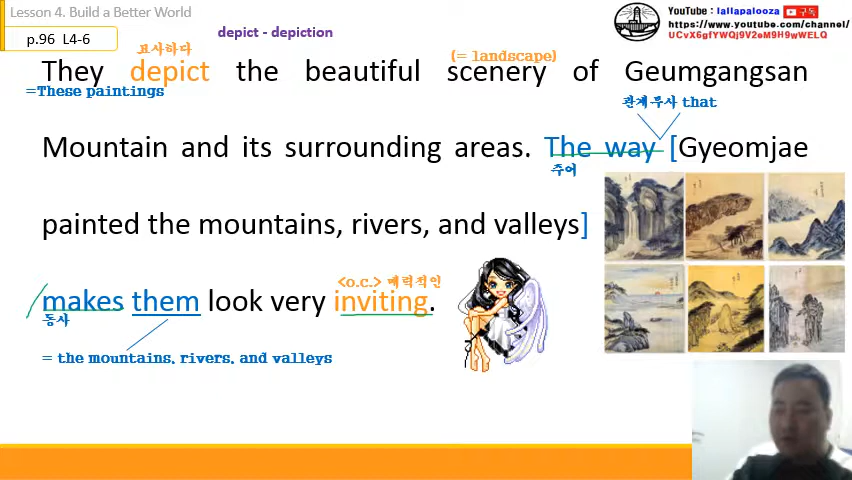 Lesson 4. Build a Better World
p.96 L4-6
depict - depiction
YouTube : lallapalooza 구독
https://www.youtube.com/channel/
UCvX6gfYWQj9V2eM9H9wWELQ
묘사하다
(= landscape)
They depict the beautiful scenery of Geumgangsan
=These paintings
관계부사 that
Mountain and its surrounding areas. The way [Gyeomjae
주어
painted the mountains, rivers, and valleys]
<o.c.> 매력적인
makes them look very inviting.
동사
= the mountains, rivers, and valleys